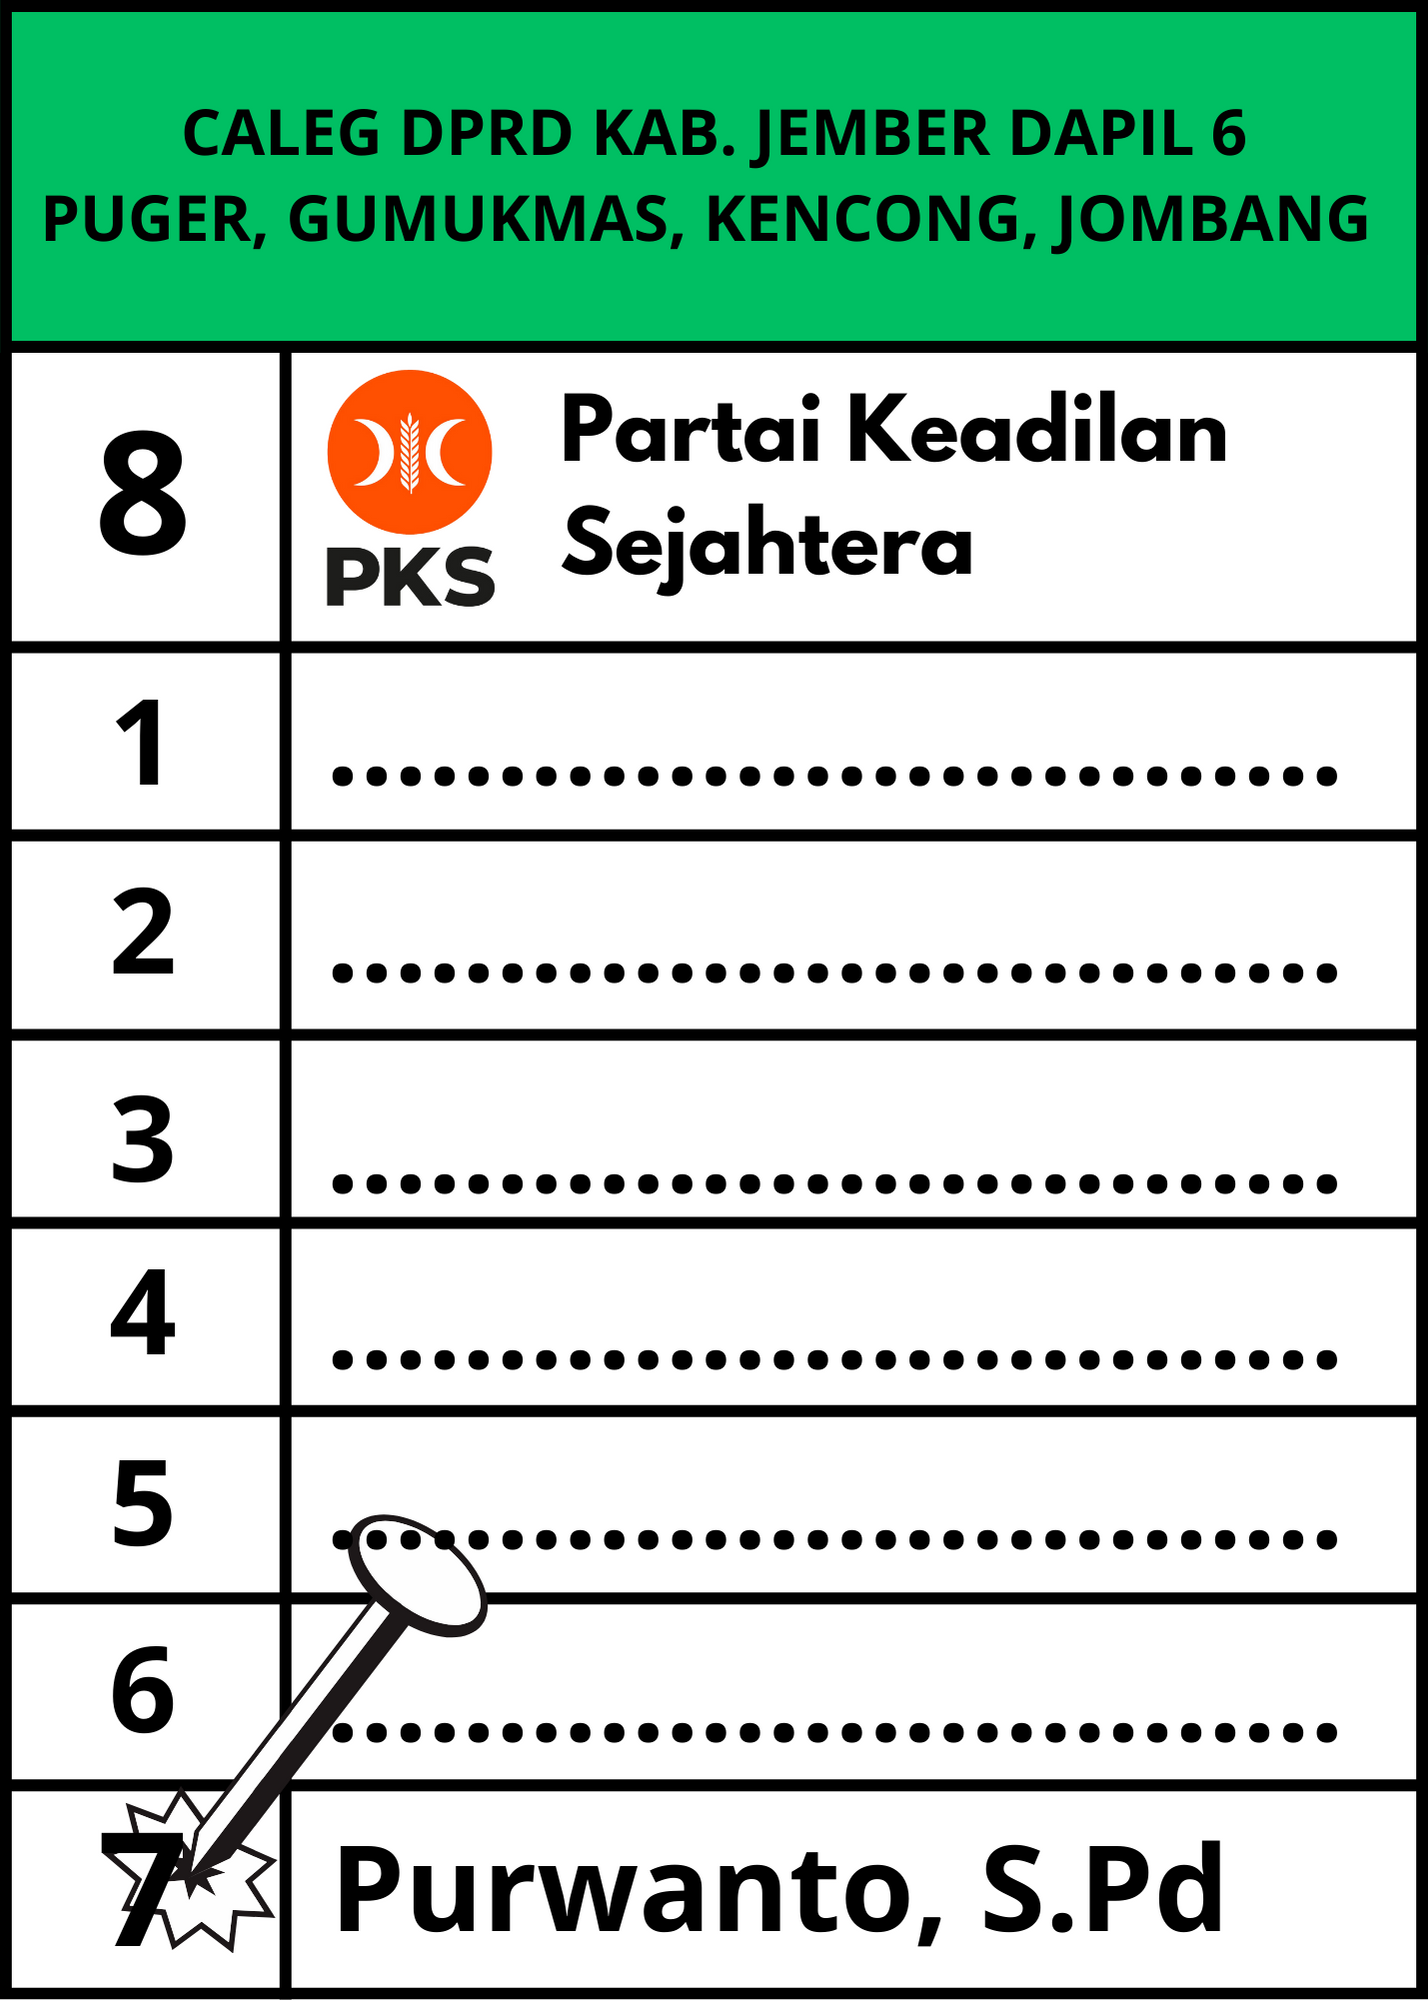 CALEG DPRD KAB. JEMBER DAPIL 6
PUGER, GUMUKMAS, KENCONG, JOMBANG
8
PKS
Partai Keadilan
Sejahtera
1 ..............................
2 ..............................
3 ..............................
4 ..............................
5 ..............................
6 ..............................
7 Purwanto, S.Pd